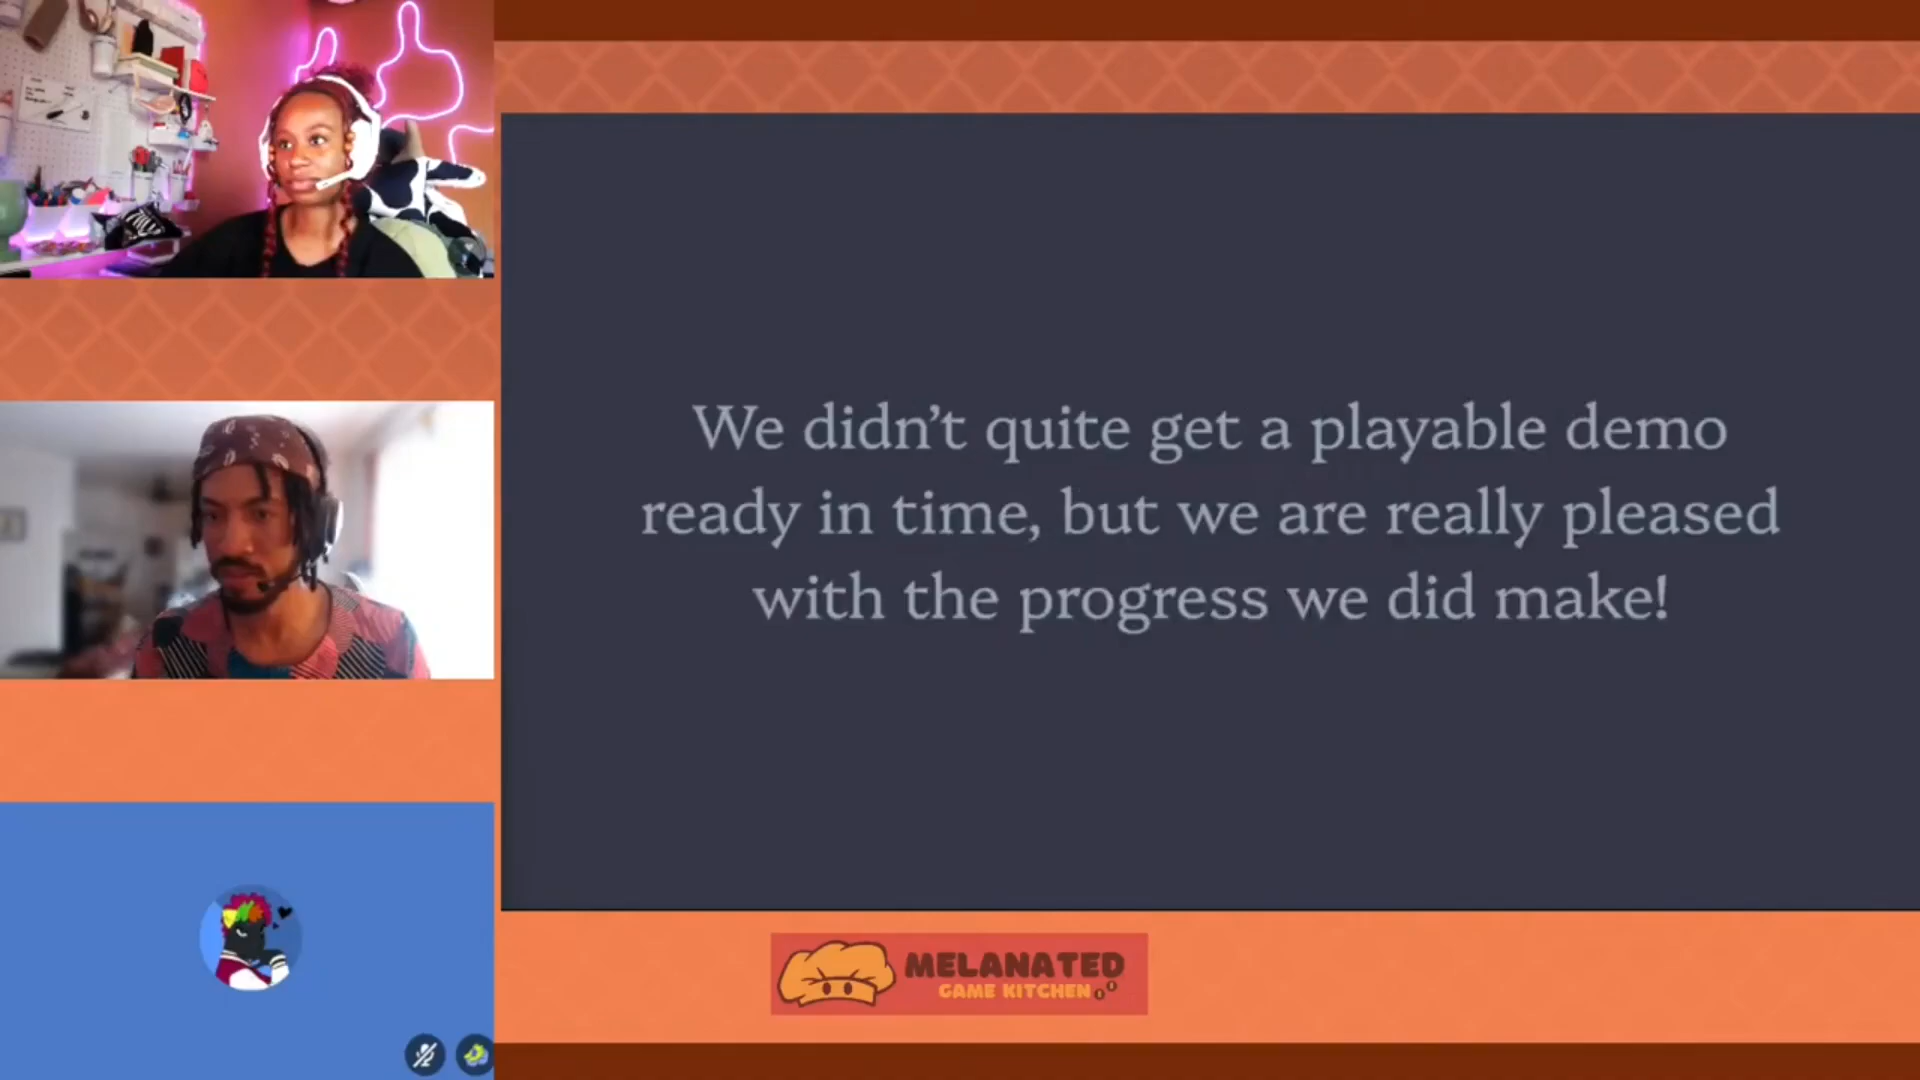 We didn’t quite get a playable demo
ready in time, but we are really pleased
with the progress we did make!
MELANATED
GAME KITCHEN